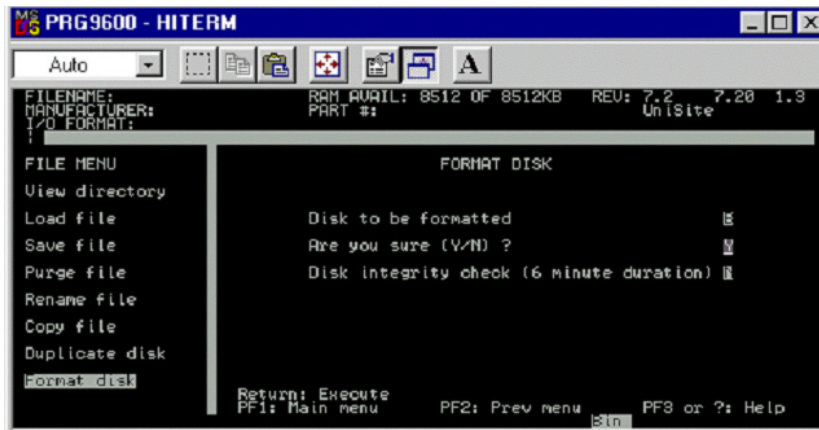 PRG9600 - HITERM
Auto
A
FILENAME: RAM AVAIL: 8512 OF 8512KB REV: 7.2 7.20 1.3
MANUFACTURER: PART #: UniSite
I/O FORMAT:
FILE MENU FORMAT DISK
View directory
Load file Disk to be formatted
Save file Are you sure (Y/N) ? Y
Purge file Disk integrity check (6 minute duration)
Rename file
Copy file
Duplicate disk
Format disk
Return: Execute
PF1: Main menu PF2: Prev menu PF3 or ?: Help
Bin